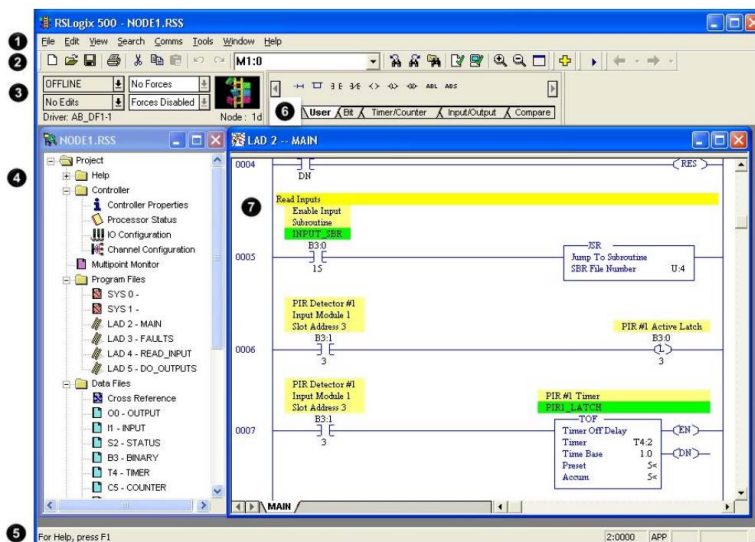 RSLogix 500 - NODE1.RSS
1
File Edit View Search Comms Tools Window Help
2
M1:0
3
OFFLINE
No Forces
No Edits
Forces Disabled
Driver: AB_DF1-1
Node : 1d
ABL ABS
6
User Bit Timer/Counter Input/Output Compare
NODE1.RSS
4
Project
Help
Controller
Controller Properties
Processor Status
IO Configuration
Channel Configuration
Multipoint Monitor
Program Files
SYS 0 -
SYS 1 -
LAD 2 - MAIN
LAD 3 - FAULTS
LAD 4 - READ_INPUT
LAD 5 - DO_OUTPUTS
Data Files
Cross Reference
O0 - OUTPUT
I1 - INPUT
S2 - STATUS
B3 - BINARY
T4 - TIMER
C5 - COUNTER
LAD 2 -- MAIN
0004
DN
RES
7
Read Inputs
Enable Input
Subroutine
INPUT_SBR
B3:0
0005
15
JSR
Jump To Subroutine
SBR File Number U:4
PIR Detector #1
Input Module 1
Slot Address 3
B3:1
0006
3
PIR #1 Active Latch
B3:0
L
3
PIR Detector #1
Input Module 1
Slot Address 3
B3:1
0007
3
PIR #1 Timer
PIR1_LATCH
TOF
Timer Off Delay
Timer T4:2
Time Base 1.0
Preset 5<
Accum 5<
EN
DN
MAIN
5
For Help, press F1
2:0000 APP